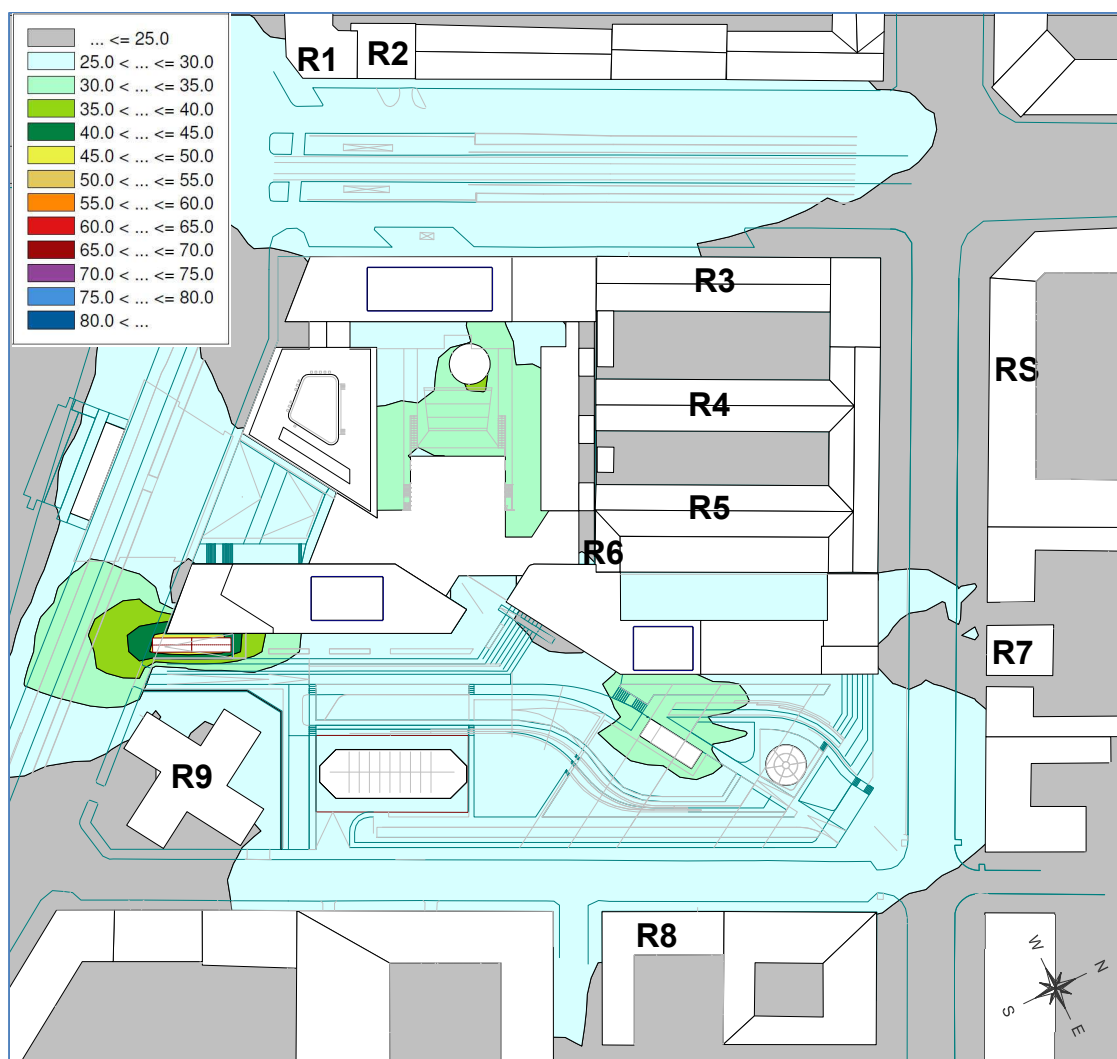 ... <= 25.0
25.0 < ... <= 30.0
30.0 < ... <= 35.0
35.0 < ... <= 40.0
40.0 < ... <= 45.0
45.0 < ... <= 50.0
50.0 < ... <= 55.0
55.0 < ... <= 60.0
60.0 < ... <= 65.0
65.0 < ... <= 70.0
70.0 < ... <= 75.0
75.0 < ... <= 80.0
80.0 < ...
R1
R2
R3
RS
R4
R5
R6
R7
R9
R8
W
N
S
E